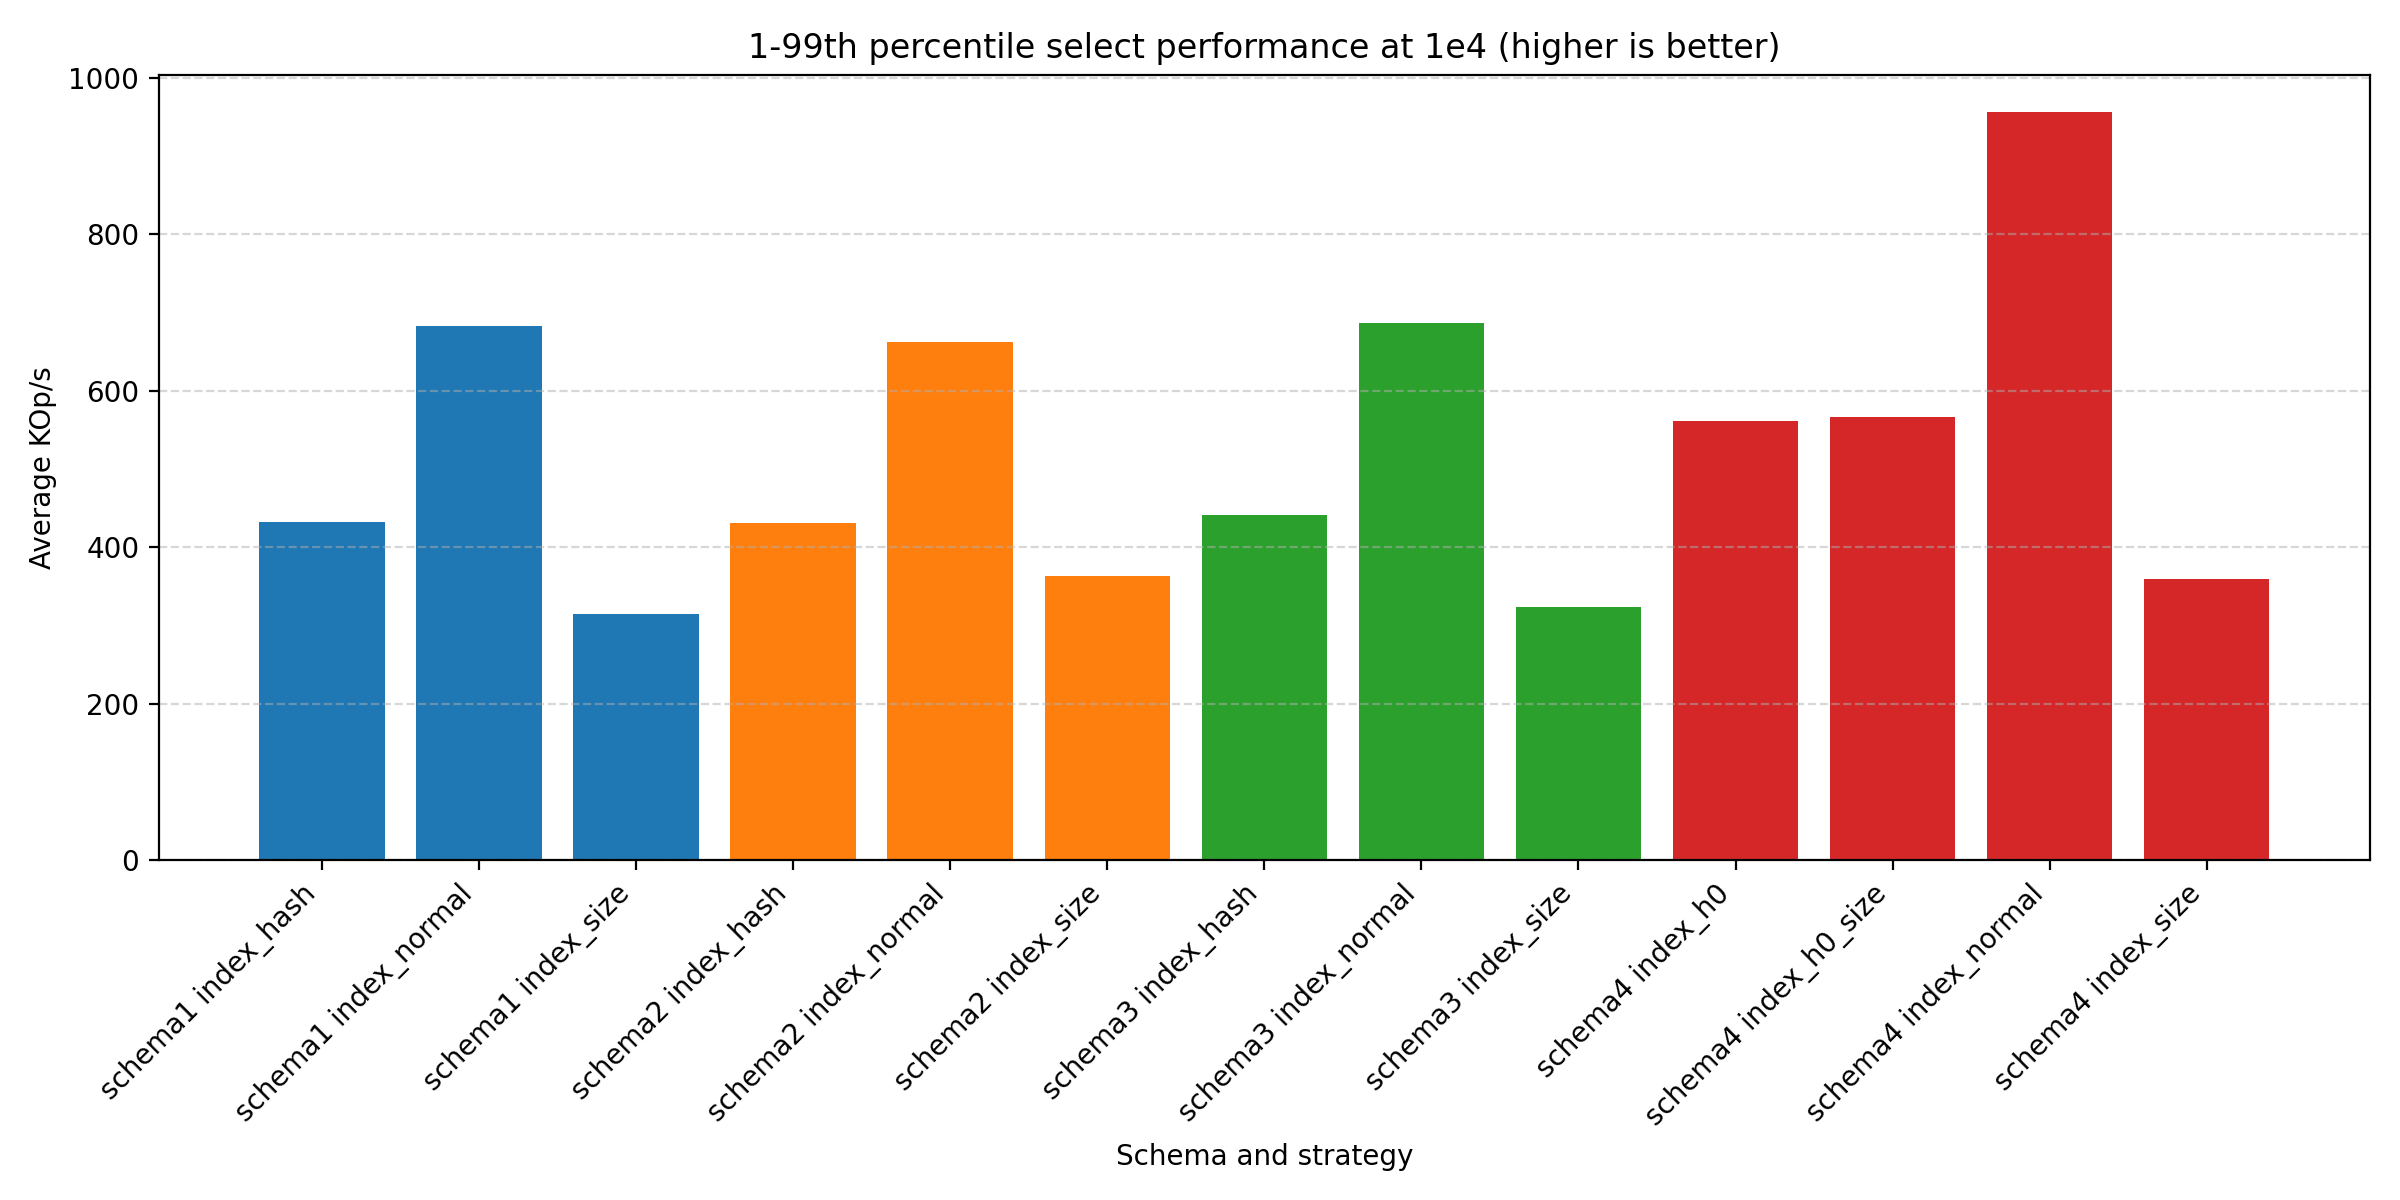 1-99th percentile select performance at 1e4 (higher is better)
Average KOp/s
1000
800
600
400
200
0
schema1 index_hash
schema1 index_normal
schema1 index_size
schema2 index_hash
schema2 index_normal
schema2 index_size
schema3 index_hash
schema3 index_normal
schema3 index_size
schema4 index_h0
schema4 index_h0_size
schema4 index_normal
schema4 index_size
Schema and strategy